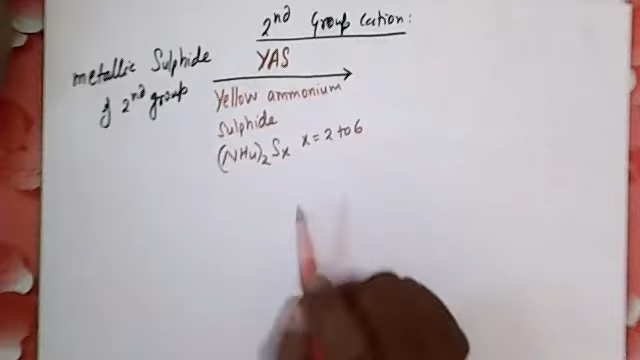 2nd Group Cation:
metallic Sulphide
of 2nd group
YAS
Yellow ammonium
Sulphide
(NH4)2 Sx x = 2 to 6